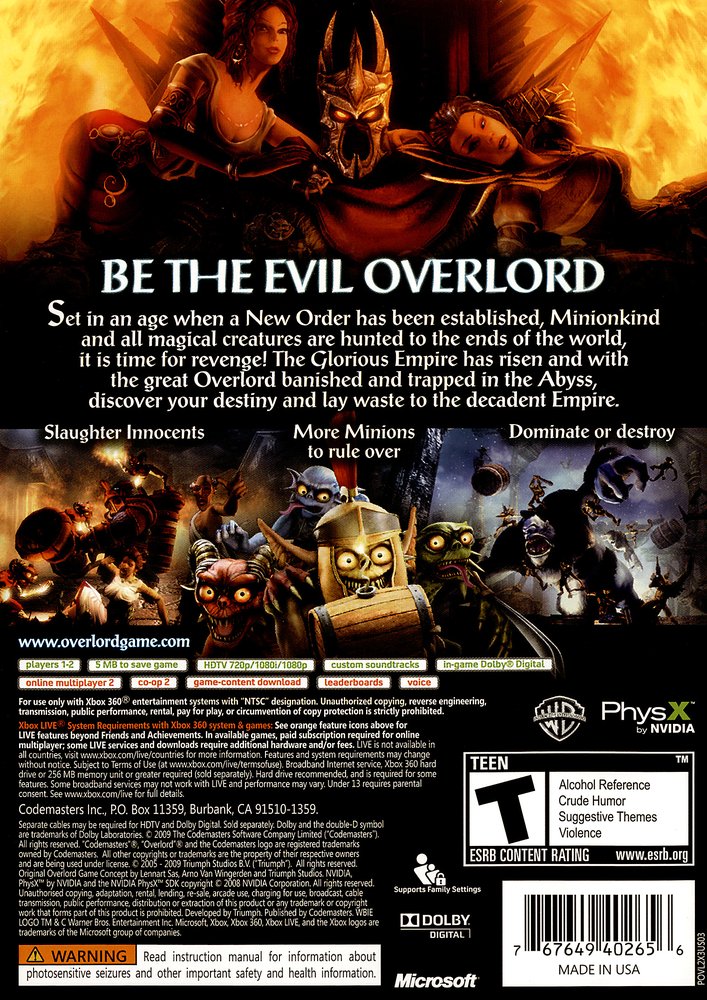 BE THE EVIL OVERLORD
Set in an age when a New Order has been established, Minionkind
and all magical creatures are hunted to the ends of the world,
it is time for revenge! The Glorious Empire has risen and with
the great Overlord banished and trapped in the Abyss,
discover your destiny and lay waste to the decadent Empire.
Slaughter Innocents
More Minions
to rule over
Dominate or destroy
www.overlordgame.com
players 1-2
5 MB to save game
HDTV 720p/1080i/1080p
custom soundtracks
in-game Dolby® Digital
online multiplayer 2
co-op 2
game-content download
leaderboards
voice
For use only with Xbox 360® entertainment systems with "NTSC" designation. Unauthorized copying, reverse engineering,
transmission, public performance, rental, pay for play, or circumvention of copy protection is strictly prohibited.
Xbox LIVE® System Requirements with Xbox 360 system & games: See orange feature icons above for
LIVE features beyond Friends and Achievements. In available games, paid subscription required for online
multiplayer; some LIVE services and downloads require additional hardware and/or fees. LIVE is not available in
all countries, visit www.xbox.com/live/countries for more information. Features and system requirements may change
without notice. Subject to Terms of Use (at www.xbox.com/live/termsofuse). Broadband Internet service, Xbox 360 hard
drive or 256 MB memory unit or greater required (sold separately). Hard drive recommended, and is required for some
features. Some broadband services may not work with LIVE and performance may vary. Under 13 requires parental
consent. See www.xbox.com/live for full details.
Codemasters Inc., P.O. Box 11359, Burbank, CA 91510-1359.
Separate cables may be required for HDTV and Dolby Digital. Sold separately. Dolby and the double-D symbol
are trademarks of Dolby Laboratories. © 2009 The Codemasters Software Company Limited ("Codemasters").
All rights reserved. "Codemasters"®, "Overlord"® and the Codemasters logo are registered trademarks
owned by Codemasters. All other copyrights or trademarks are the property of their respective owners
and are being used under license. © 2005 - 2009 Triumph Studios B.V. ("Triumph"). All rights reserved.
Original Overlord Game Concept by Lennart Sas, Arno Van Wingerden and Triumph Studios. NVIDIA,
PhysX™ by NVIDIA and the NVIDIA PhysX™ SDK copyright © 2008 NVIDIA Corporation. All rights reserved.
Unauthorised copying, adaptation, rental, lending, re-sale, arcade use, charging for use, broadcast, cable
transmission, public performance, distribution or extraction of this product or any trademark or copyright
work that forms part of this product is prohibited. Developed by Triumph. Published by Codemasters. WBIE
LOGO TM & © Warner Bros. Entertainment Inc. Microsoft, Xbox, Xbox 360, Xbox LIVE, and the Xbox logos are
trademarks of the Microsoft group of companies.
WARNING Read instruction manual for information about
photosensitive seizures and other important safety and health information.
PhysX
by NVIDIA
TEEN
TM
T
Alcohol Reference
Crude Humor
Suggestive Themes
Violence
ESRB CONTENT RATING
www.esrb.org
Supports Family Settings
DOLBY
DIGITAL
Microsoft
7 67649 40265 6
MADE IN USA
POVL2X3US03